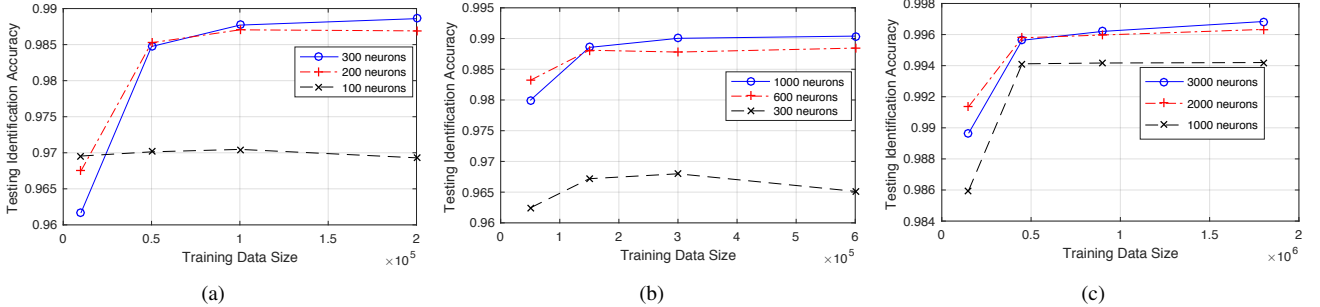 0.99
0.985
0.98
0.975
0.97
0.965
0.96
Testing Identification Accuracy
300 neurons
200 neurons
100 neurons
0 0.5 1 1.5 2
Training Data Size ×10^5
(a)
0.995
0.99
0.985
0.98
0.975
0.97
0.965
0.96
Testing Identification Accuracy
1000 neurons
600 neurons
300 neurons
0 1 2 3 4 5 6
Training Data Size ×10^5
(b)
0.998
0.996
0.994
0.992
0.99
0.988
0.986
0.984
Testing Identification Accuracy
3000 neurons
2000 neurons
1000 neurons
0 0.5 1 1.5 2
Training Data Size ×10^6
(c)